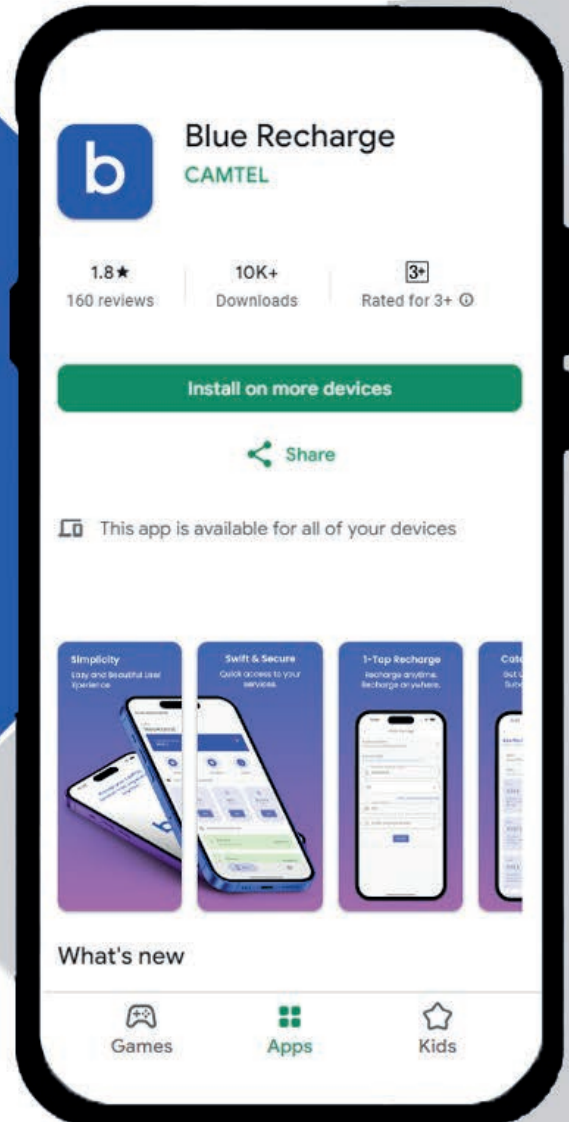 b
Blue Recharge
CAMTEL
1.8★
160 reviews
10K+
Downloads
3+
Rated for 3+
Install on more devices
Share
This app is available for all of your devices
Simplicity
Eazy and Beautiful User
Xperience
Swift & Secure
Quick access to your
services
1-Tap Recharge
Recharge anytime.
Recharge anywhere.
What's new
Games
Apps
Kids